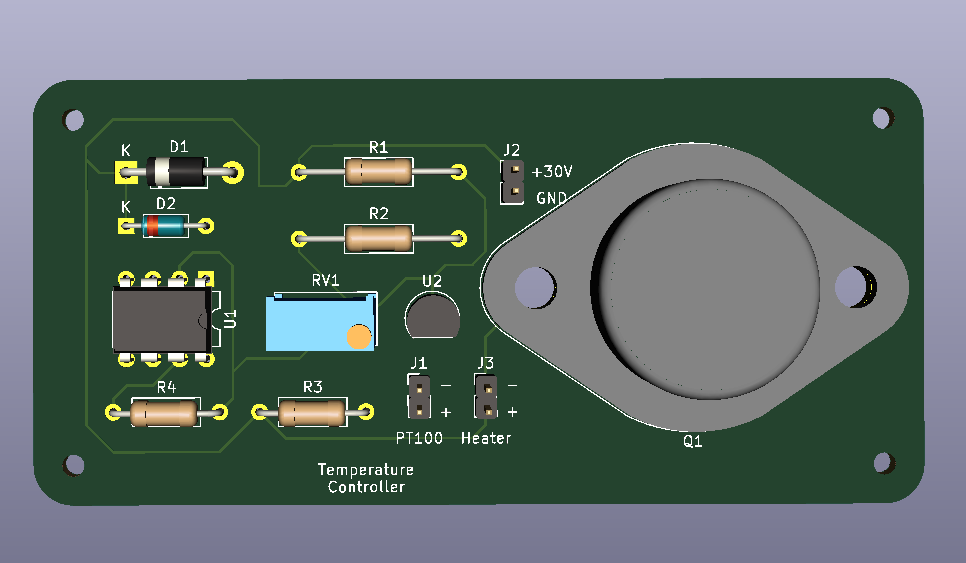 K
D1
R1
J2
+30V
GND
K
D2
R2
RV1
U2
U1
J1
J3
−
−
R4
R3
+
+
PT100
Heater
Q1
Temperature
Controller